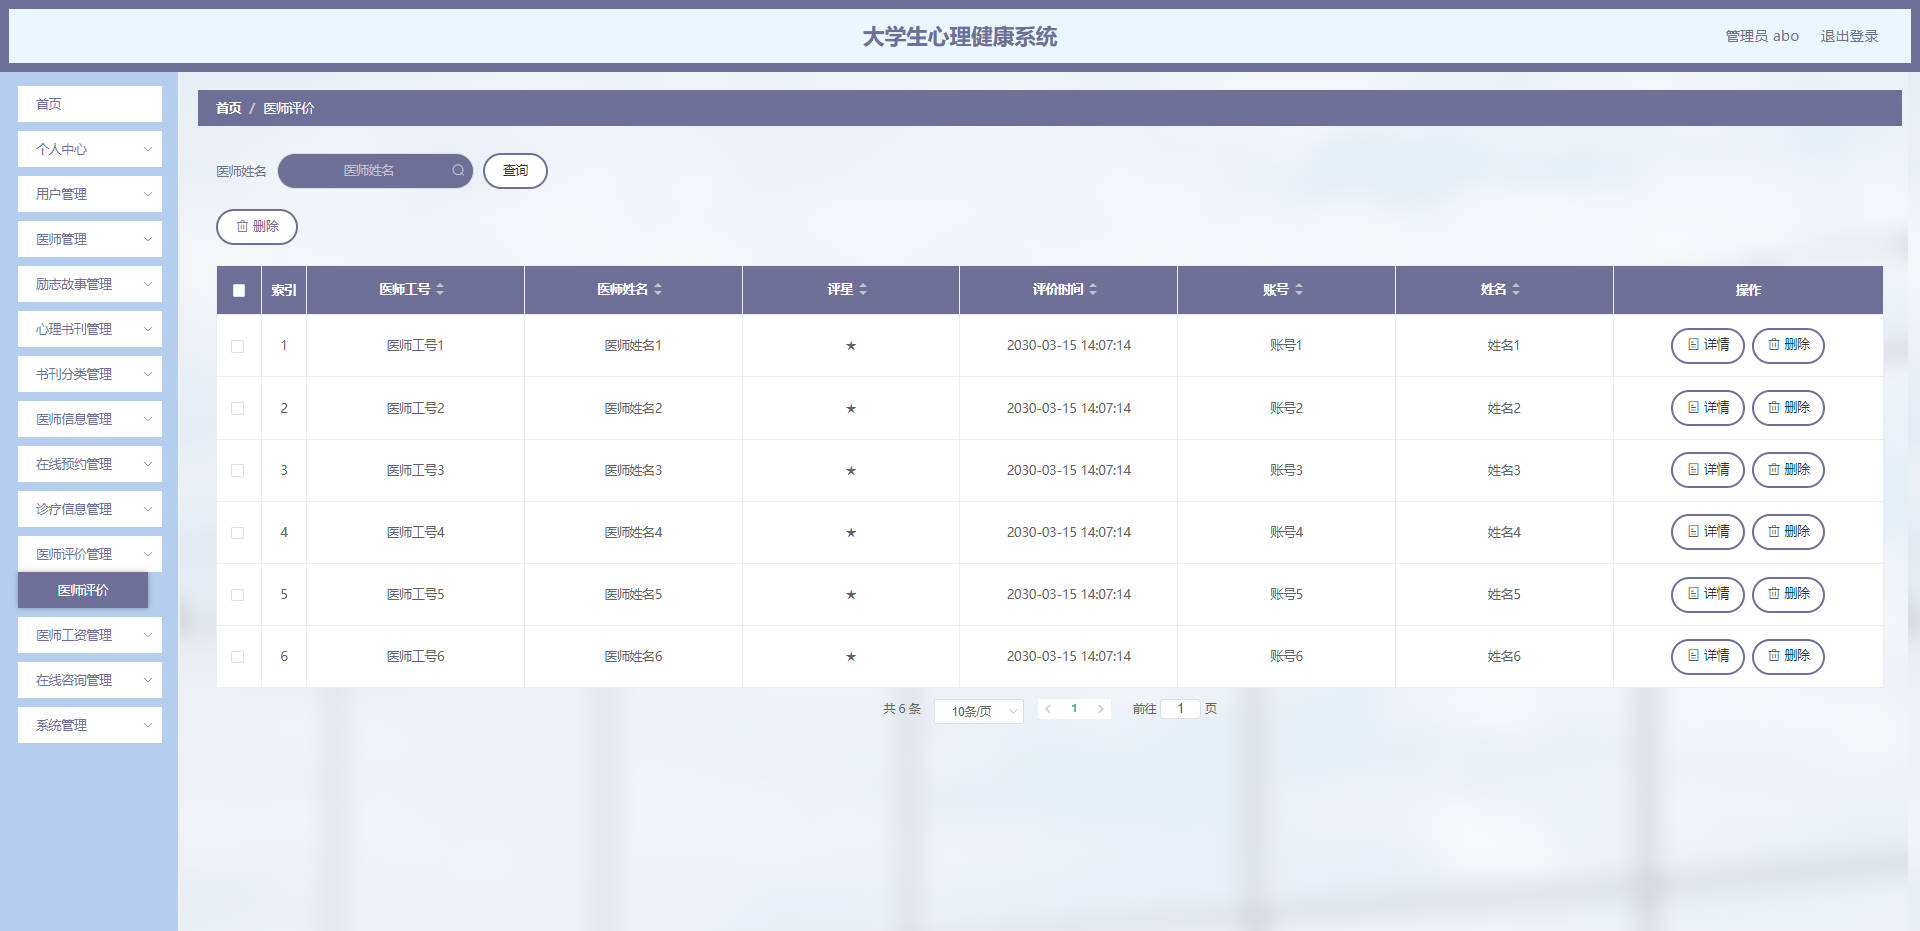 大学生心理健康系统
管理员 abo 退出登录
首页
个人中心
用户管理
医师管理
励志故事管理
心理书刊管理
书刊分类管理
医师信息管理
在线预约管理
诊疗信息管理
医师评价管理
医师评价
医师工资管理
在线咨询管理
系统管理
首页 / 医师评价
医师姓名 医师姓名 查询
删除
索引 医师工号 医师姓名 评星 评价时间 账号 姓名 操作
1 医师工号1 医师姓名1 ★ 2030-03-15 14:07:14 账号1 姓名1 详情 删除
2 医师工号2 医师姓名2 ★ 2030-03-15 14:07:14 账号2 姓名2 详情 删除
3 医师工号3 医师姓名3 ★ 2030-03-15 14:07:14 账号3 姓名3 详情 删除
4 医师工号4 医师姓名4 ★ 2030-03-15 14:07:14 账号4 姓名4 详情 删除
5 医师工号5 医师姓名5 ★ 2030-03-15 14:07:14 账号5 姓名5 详情 删除
6 医师工号6 医师姓名6 ★ 2030-03-15 14:07:14 账号6 姓名6 详情 删除
共 6 条 10条/页 1 前往 1 页